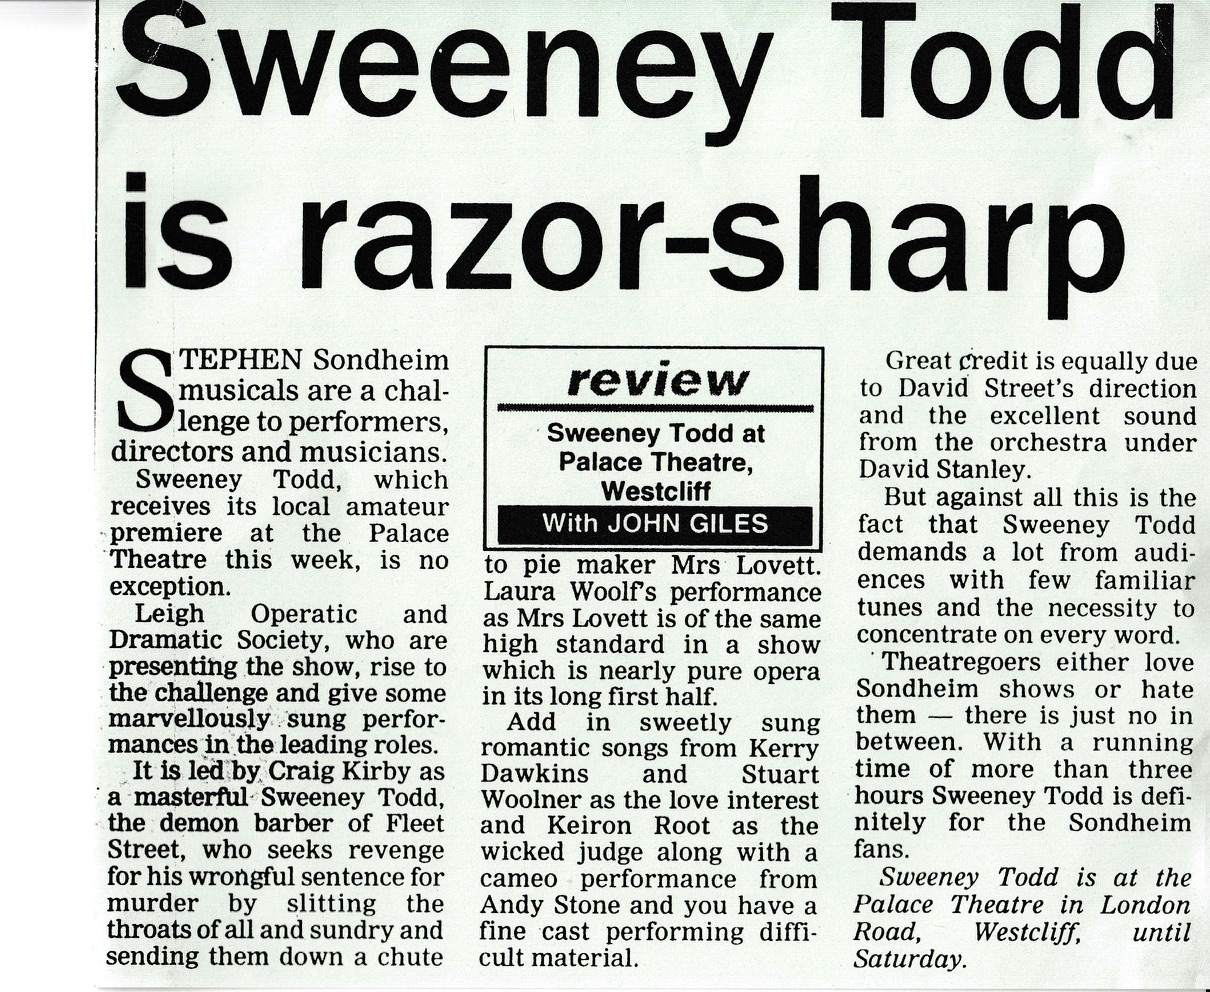 Sweeney Todd
is razor-sharp
STEPHEN Sondheim
musicals are a chal-
lenge to performers,
directors and musicians.
Sweeney Todd, which
receives its local amateur
premiere at the Palace
Theatre this week, is no
exception.
Leigh Operatic and
Dramatic Society, who are
presenting the show, rise to
the challenge and give some
marvellously sung perfor-
mances in the leading roles.
It is led by Craig Kirby as
a masterful Sweeney Todd,
the demon barber of Fleet
Street, who seeks revenge
for his wrongful sentence for
murder by slitting the
throats of all and sundry and
sending them down a chute
review
Sweeney Todd at
Palace Theatre,
Westcliff
With JOHN GILES
to pie maker Mrs Lovett.
Laura Woolf's performance
as Mrs Lovett is of the same
high standard in a show
which is nearly pure opera
in its long first half.
Add in sweetly sung
romantic songs from Kerry
Dawkins and Stuart
Woolner as the love interest
and Keiron Root as the
wicked judge along with a
cameo performance from
Andy Stone and you have a
fine cast performing diffi-
cult material.
Great credit is equally due
to David Street's direction
and the excellent sound
from the orchestra under
David Stanley.
But against all this is the
fact that Sweeney Todd
demands a lot from audi-
ences with few familiar
tunes and the necessity to
concentrate on every word.
Theatregoers either love
Sondheim shows or hate
them — there is just no in
between. With a running
time of more than three
hours Sweeney Todd is defi-
nitely for the Sondheim
fans.
Sweeney Todd is at the
Palace Theatre in London
Road, Westcliff, until
Saturday.